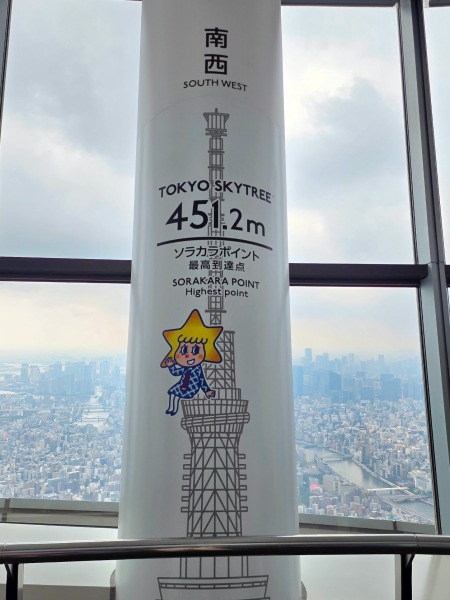 南
西
SOUTH WEST
TOKYO SKYTREE
451.2m
ソラカラポイント
最高到達点
SORAKARA POINT
Highest point